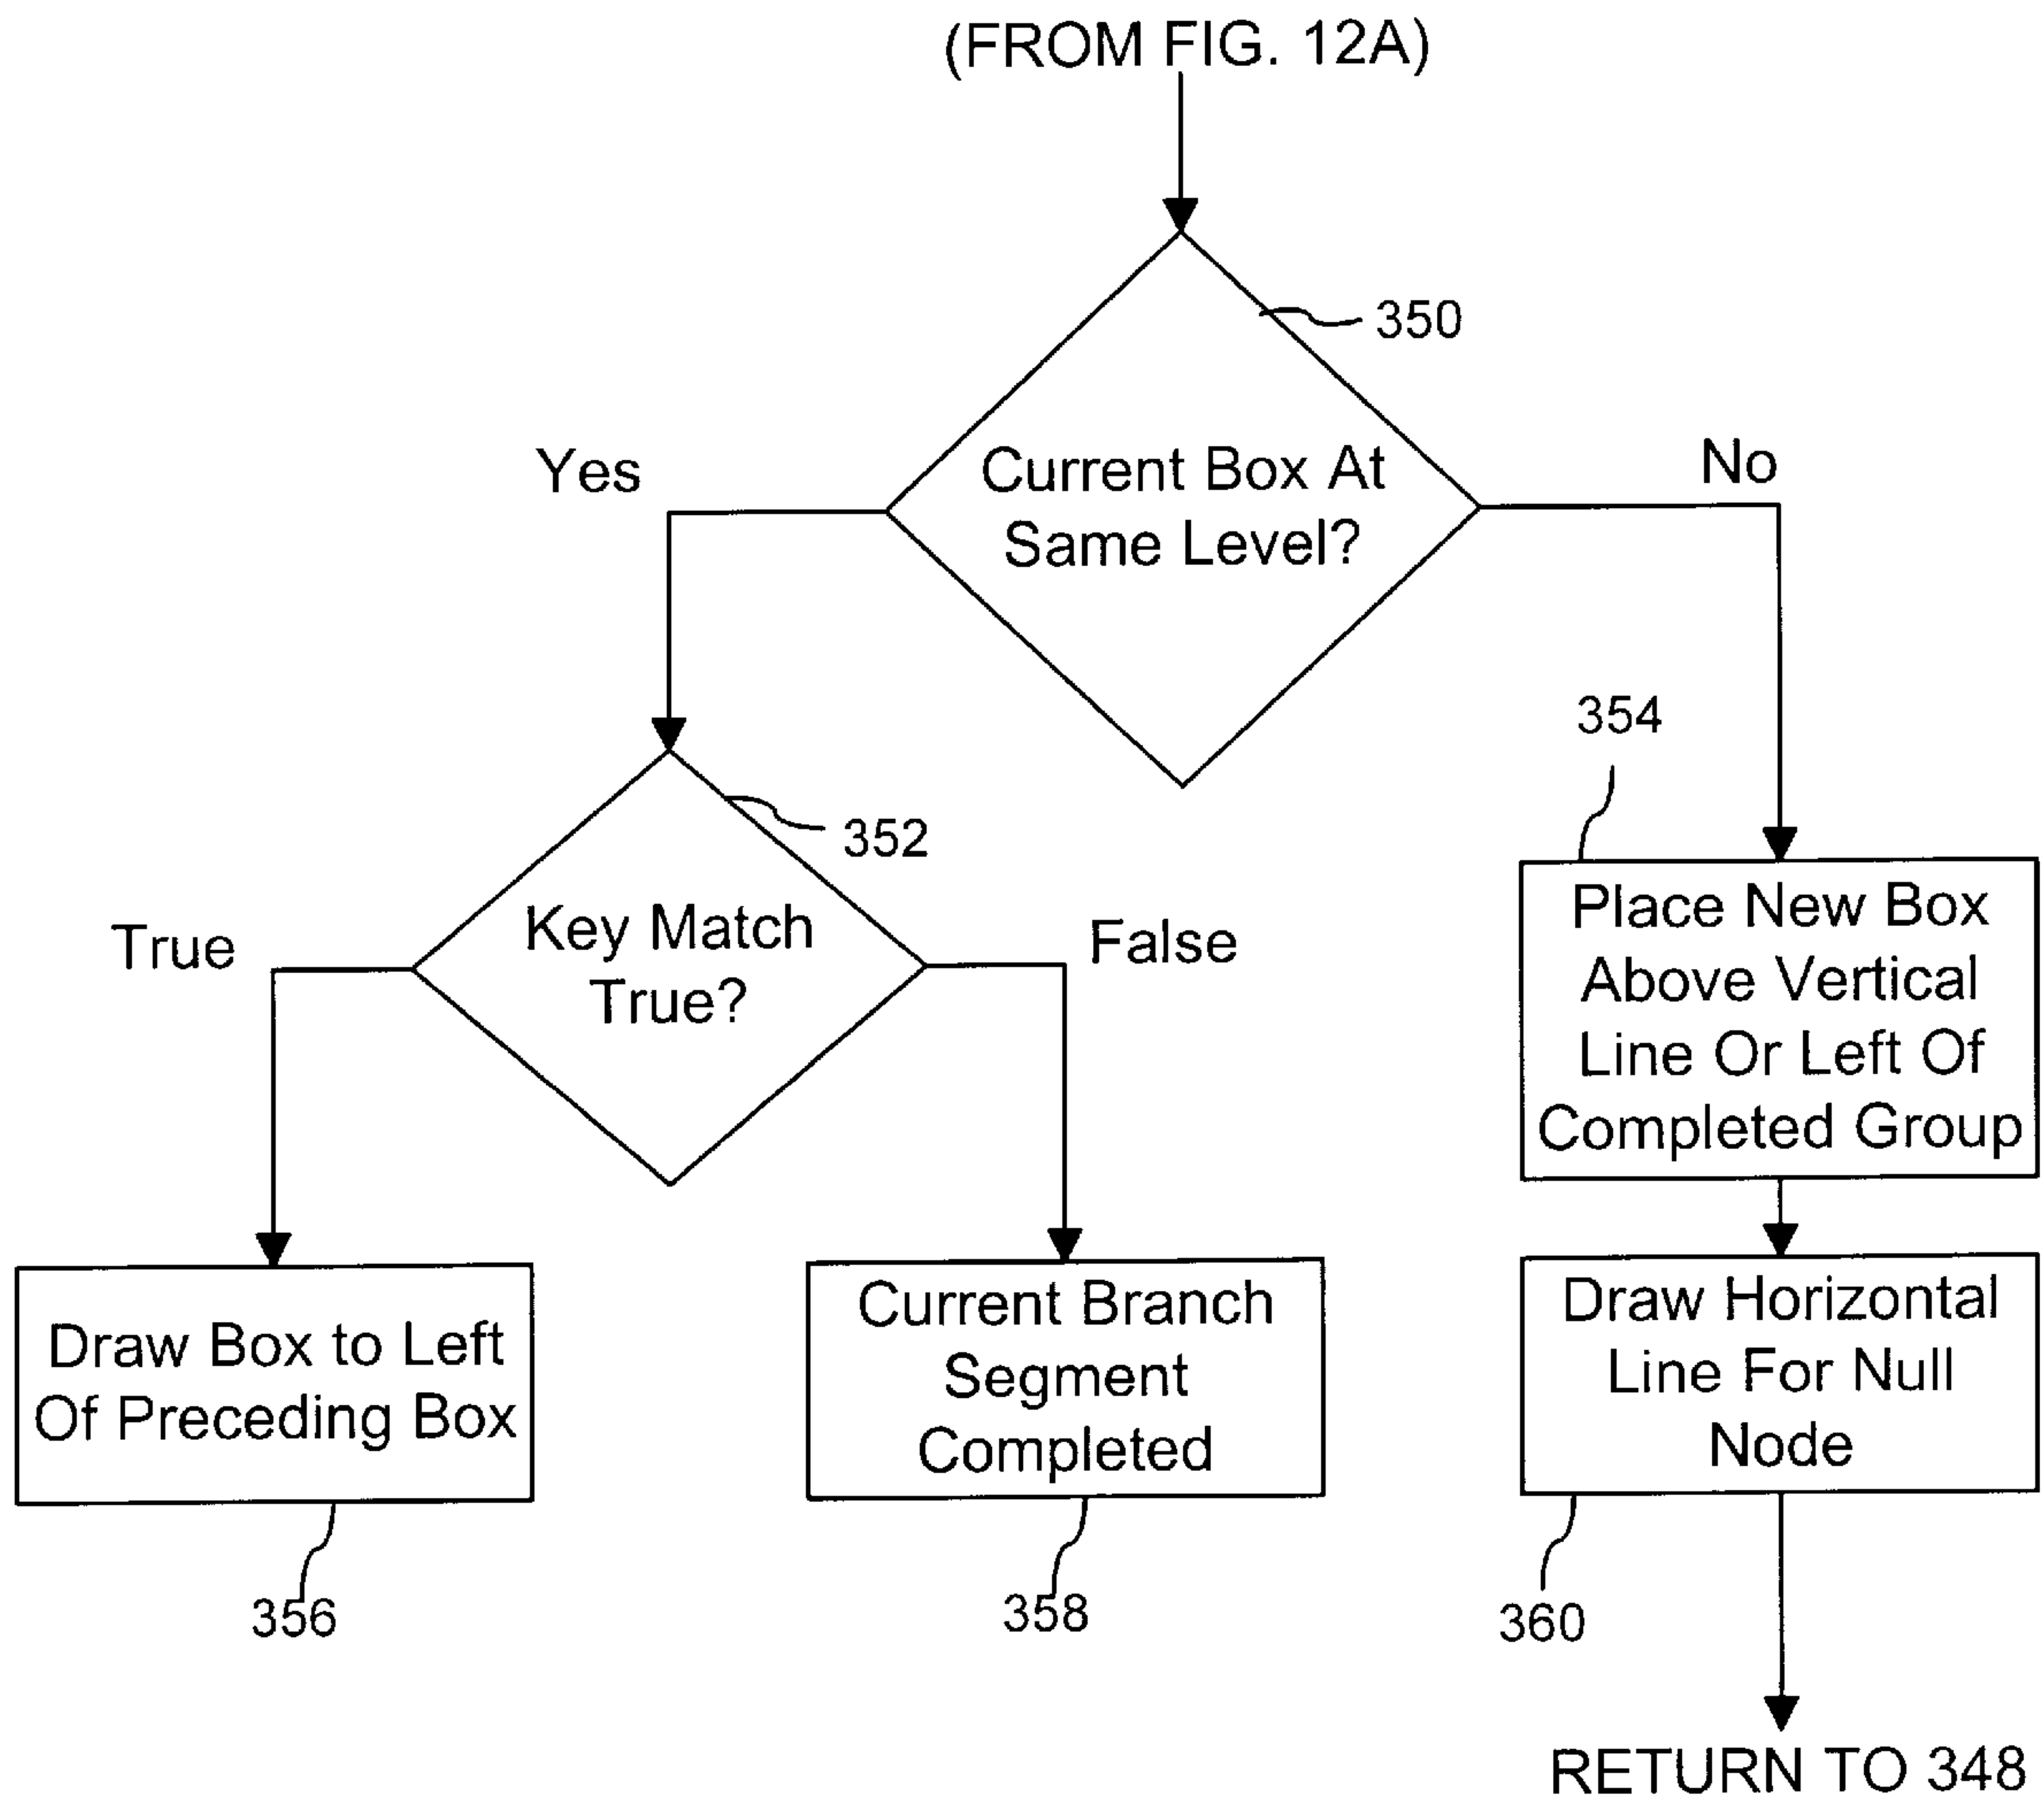 (FROM FIG. 12A)
350
Current Box At
Same Level?
Yes
No
352
Key Match
True?
True
False
354
Place New Box
Above Vertical
Line Or Left Of
Completed Group
Draw Box to Left
Of Preceding Box
356
Current Branch
Segment
Completed
358
Draw Horizontal
Line For Null
Node
360
RETURN TO 348